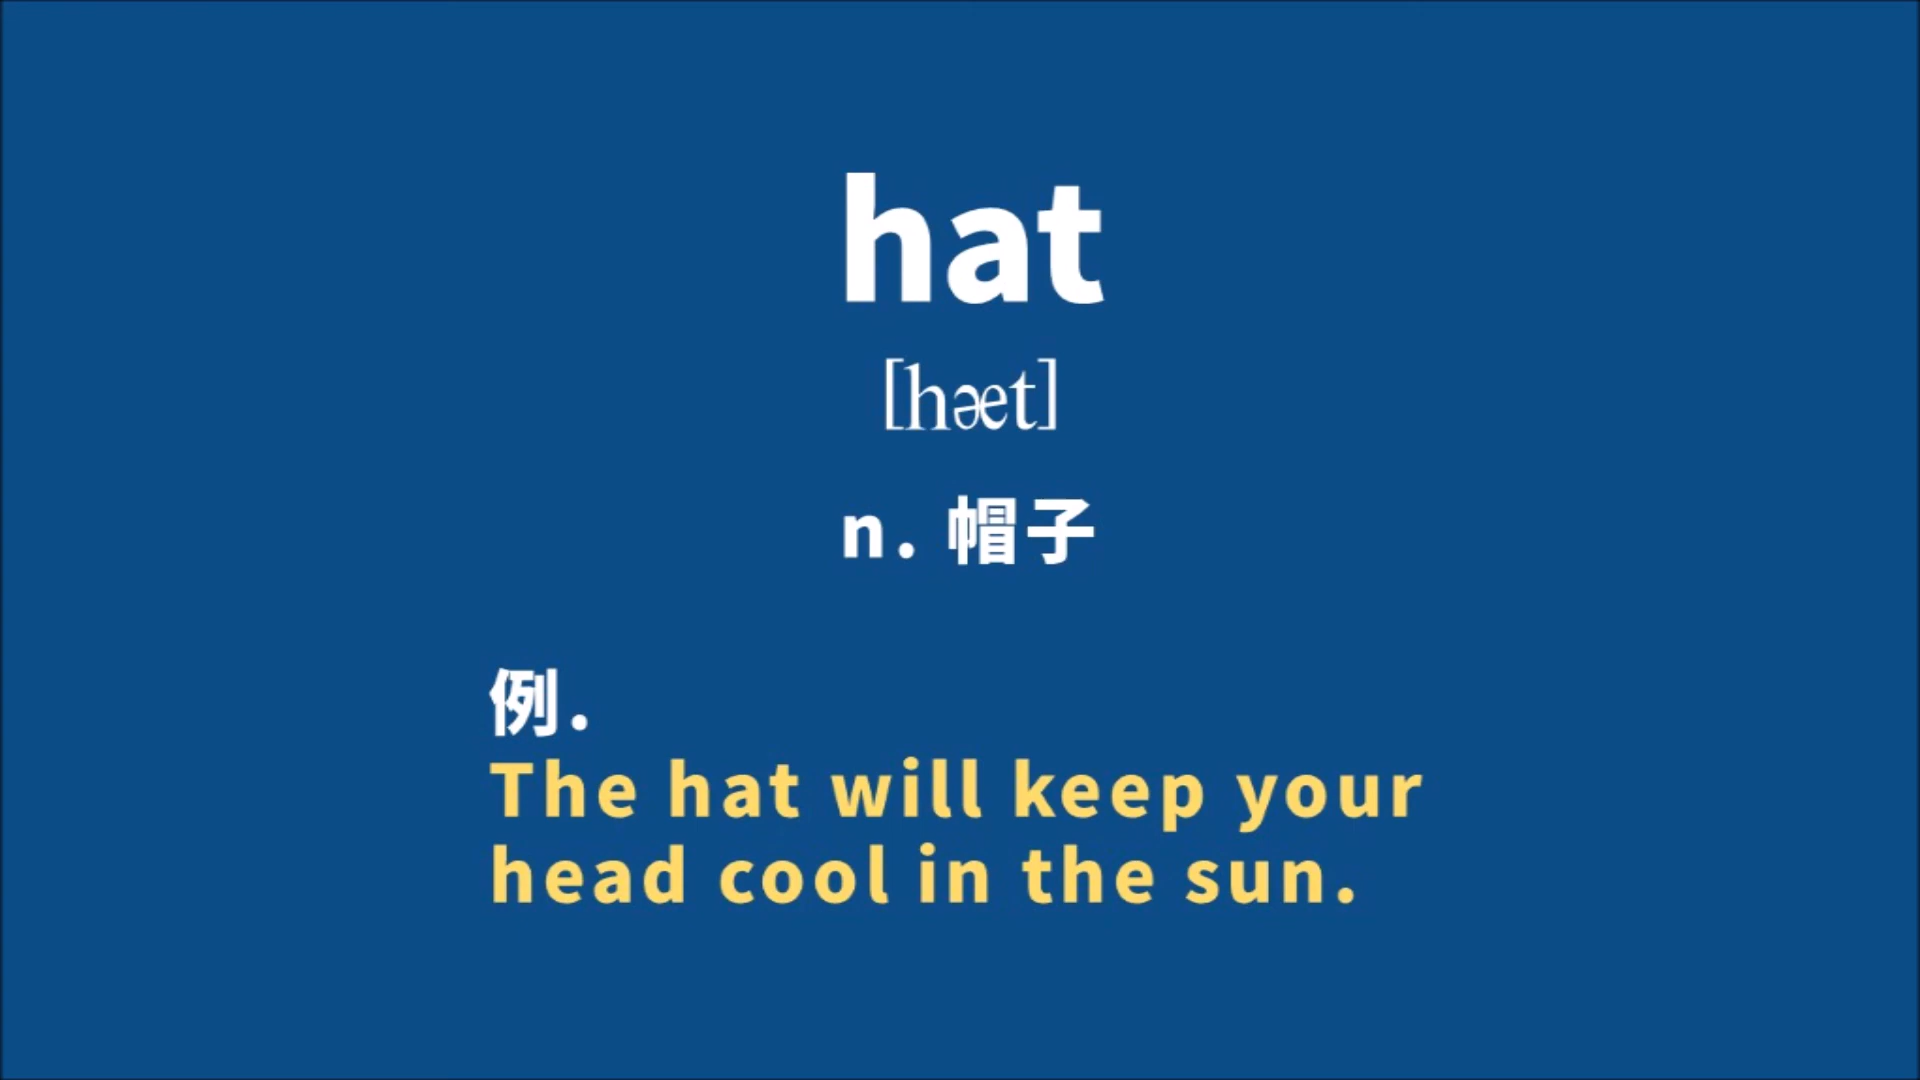 hat
[hæt]
n. 帽子
例.
The hat will keep your
head cool in the sun.